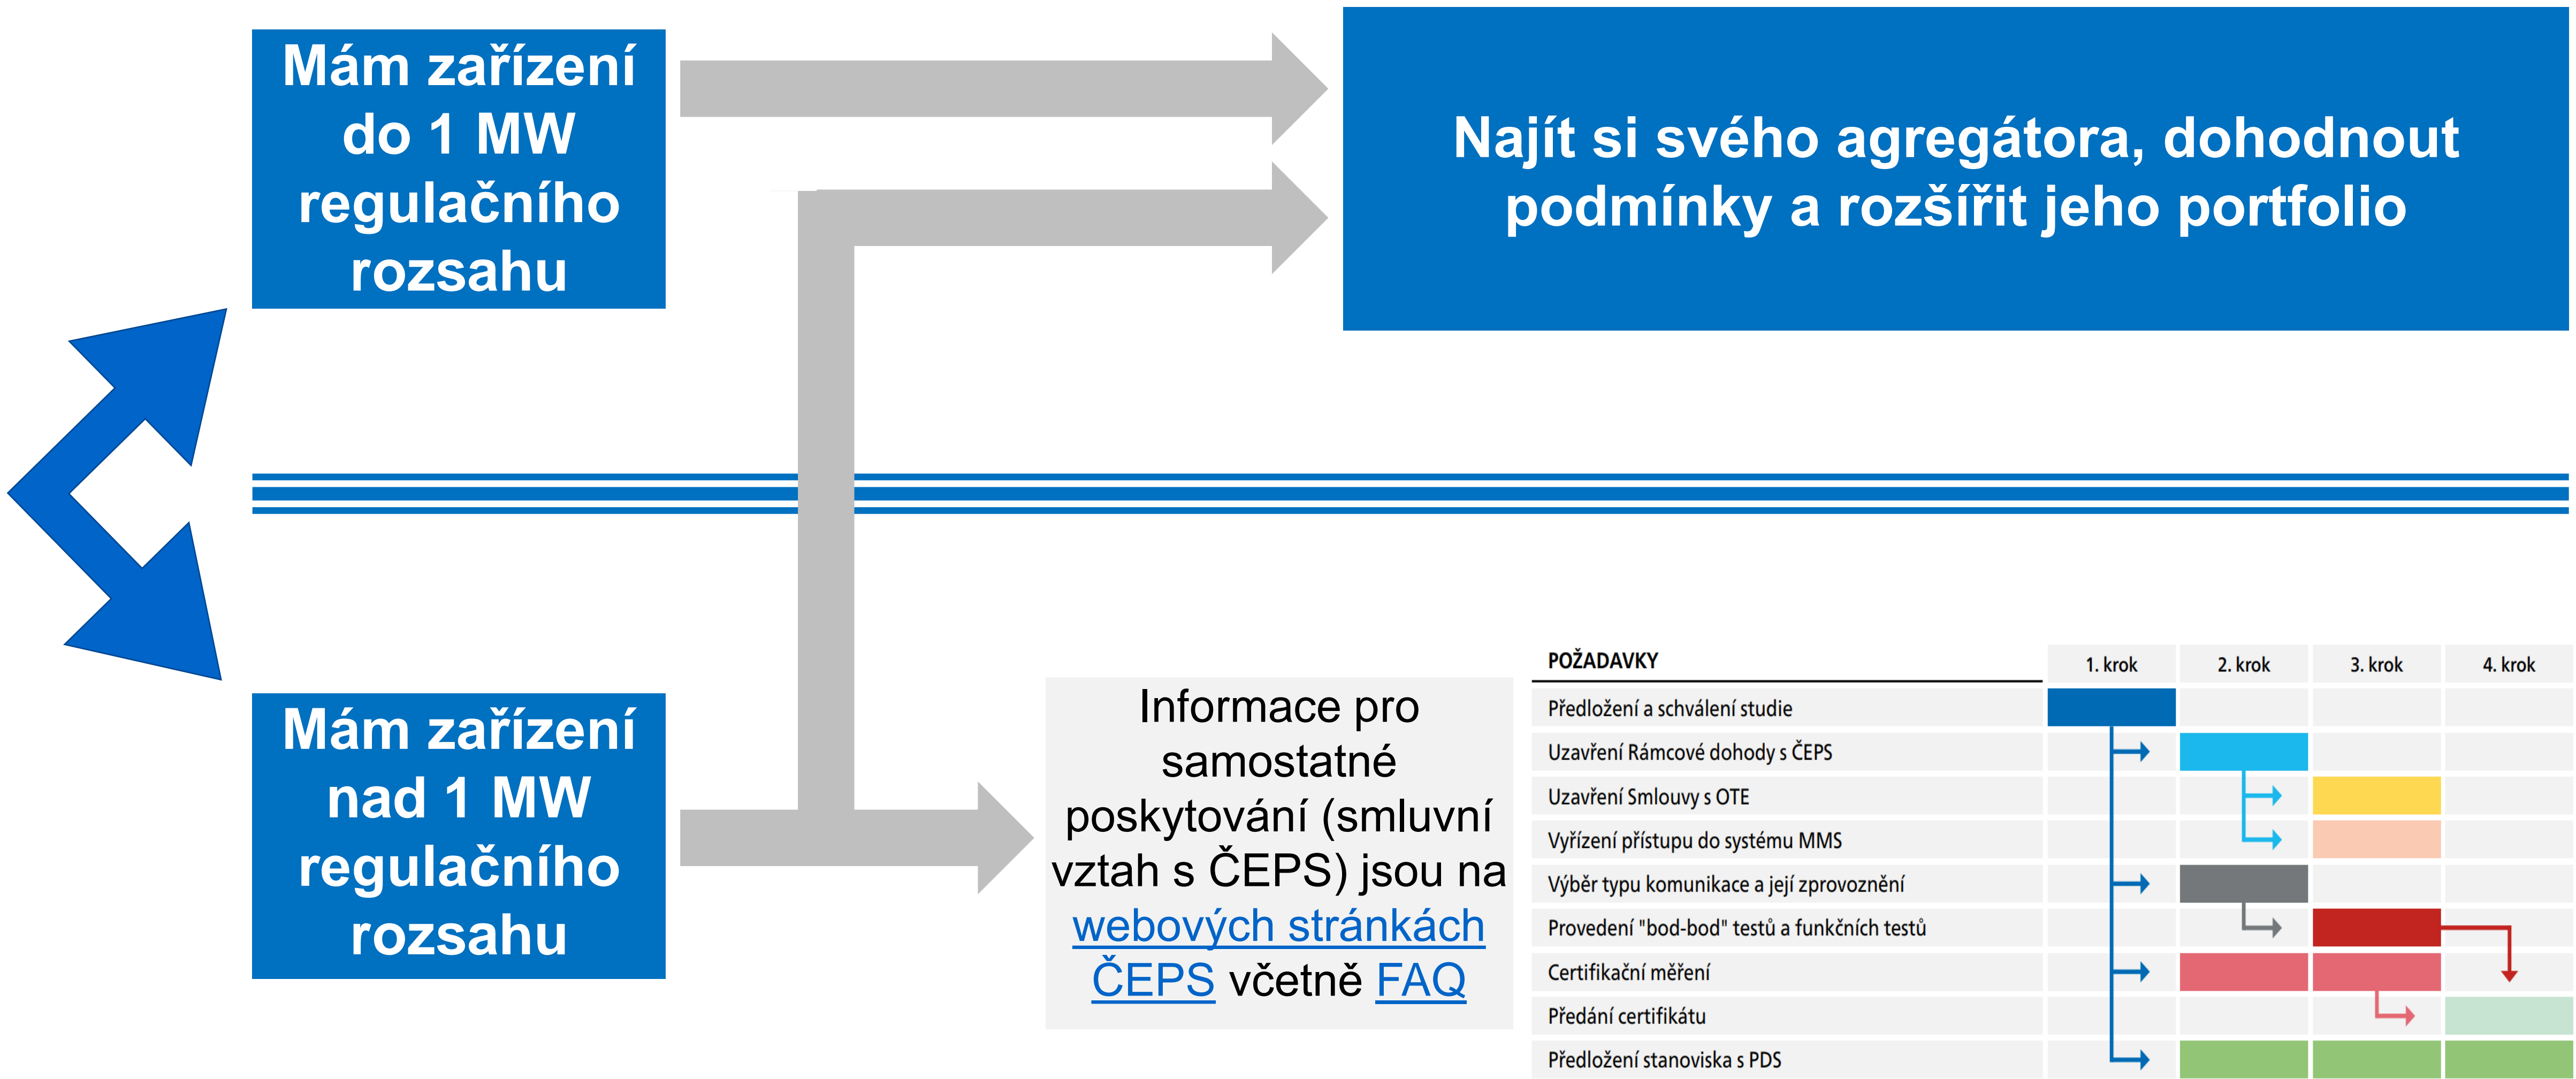 Mám zařízení
do 1 MW
regulačního
rozsahu
Najít si svého agregátora, dohodnout
podmínky a rozšířit jeho portfolio
Mám zařízení
nad 1 MW
regulačního
rozsahu
Informace pro
samostatné
poskytování (smluvní
vztah s ČEPS) jsou na
webových stránkách
ČEPS včetně FAQ
POŽADAVKY 1. krok 2. krok 3. krok 4. krok
Předložení a schválení studie
Uzavření Rámcové dohody s ČEPS
Uzavření Smlouvy s OTE
Vyřízení přístupu do systému MMS
Výběr typu komunikace a její zprovoznění
Provedení "bod-bod" testů a funkčních testů
Certifikační měření
Předání certifikátu
Předložení stanoviska s PDS